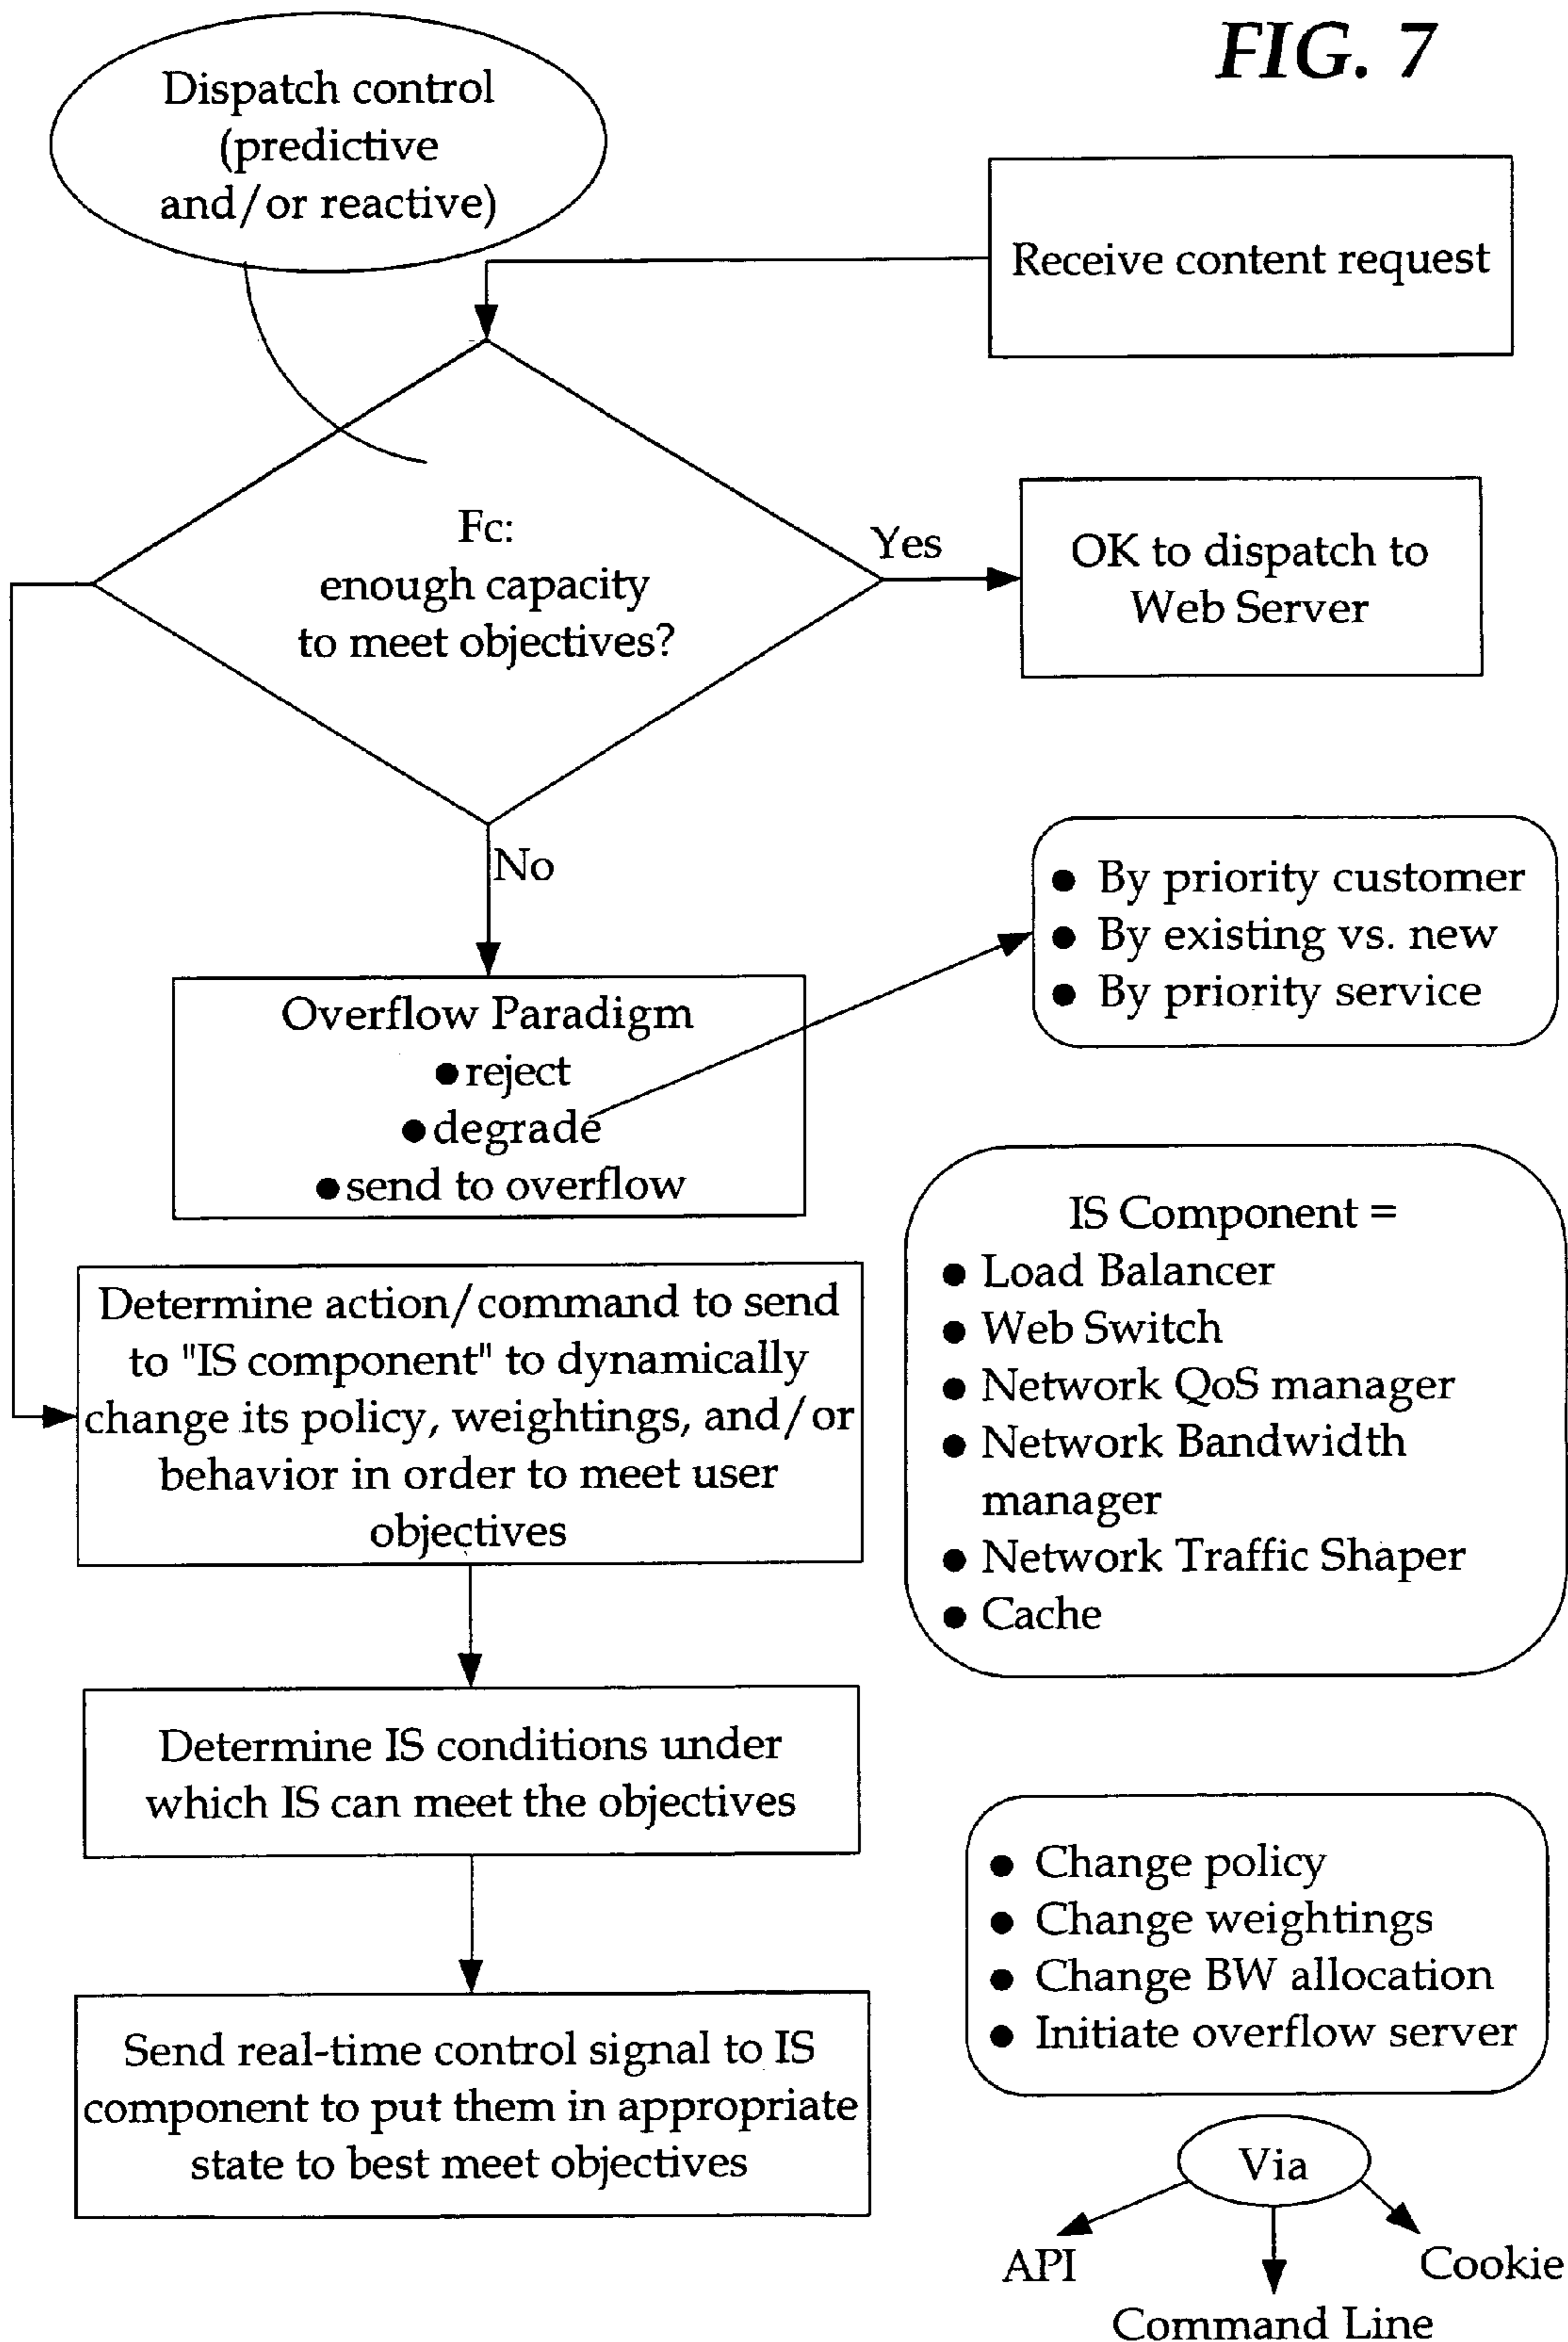 FIG. 7
Dispatch control
(predictive
and/or reactive)
Receive content request
Fc:
enough capacity
to meet objectives?
Yes
OK to dispatch to
Web Server
No
Overflow Paradigm
● reject
● degrade
● send to overflow
● By priority customer
● By existing vs. new
● By priority service
Determine action/command to send
to "IS component" to dynamically
change its policy, weightings, and/or
behavior in order to meet user
objectives
IS Component =
● Load Balancer
● Web Switch
● Network QoS manager
● Network Bandwidth
manager
● Network Traffic Shaper
● Cache
Determine IS conditions under
which IS can meet the objectives
● Change policy
● Change weightings
● Change BW allocation
● Initiate overflow server
Send real-time control signal to IS
component to put them in appropriate
state to best meet objectives
Via
API
Command Line
Cookie